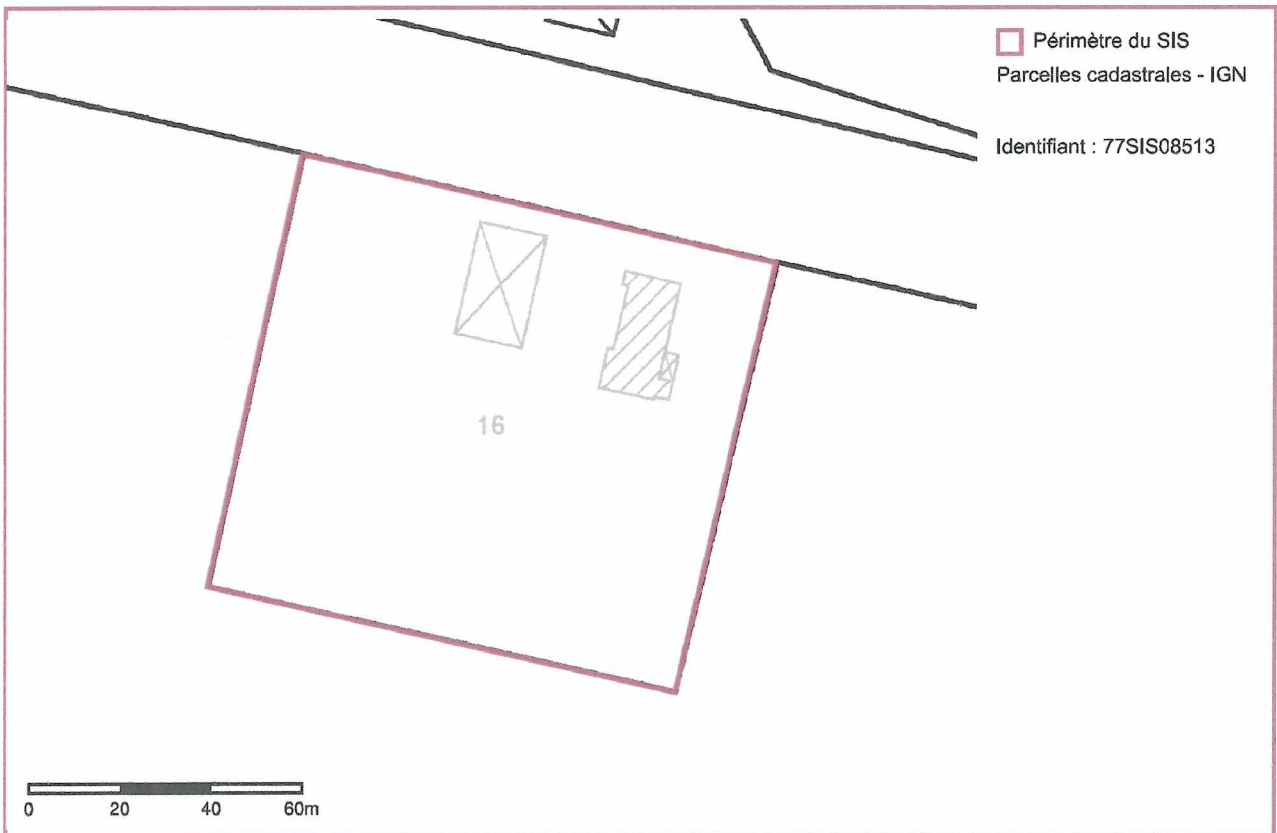 Périmètre du SIS
Parcelles cadastrales - IGN
Identifiant : 77SIS08513
16
0 20 40 60m